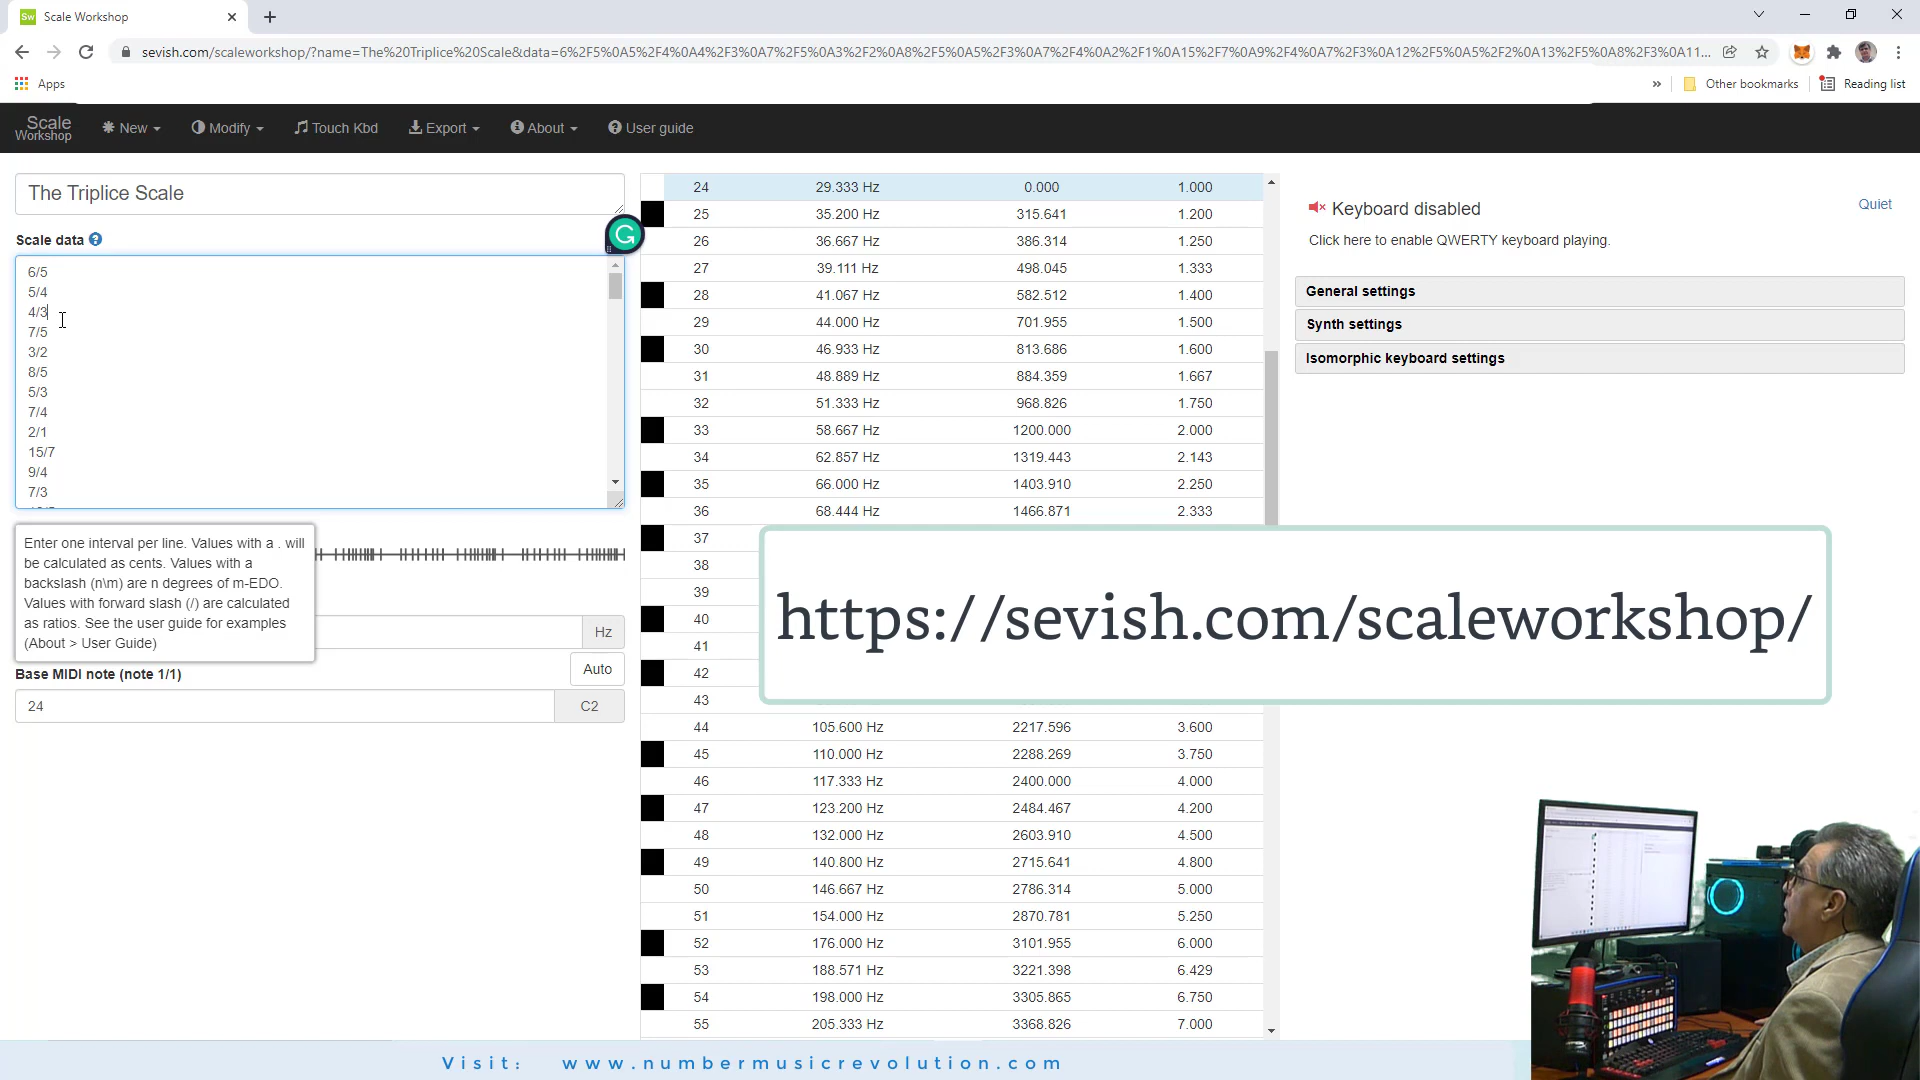 Scale Workshop
sevish.com/scaleworkshop/?name=The%20Triplice%20Scale&data=6%2F5%0A5%2F4%0A4%2F3%0A7%2F5%0A3%2F2%0A8%2F5%0A5%2F3%0A7%2F4%0A2%2F1%0A15%2F7%0A9%2F4%0A7%2F3%0A12%2F5%0A5%2F2%0A13%2F5%0A8%2F3%0A11...
Apps
»
Other bookmarks
Reading list
Scale
Workshop
New
Modify
Touch Kbd
Export
About
User guide
The Triplice Scale
Scale data
6/5
5/4
4/3
7/5
3/2
8/5
5/3
7/4
2/1
15/7
9/4
7/3
Enter one interval per line. Values with a . will
be calculated as cents. Values with a
backslash (n\m) are n degrees of m-EDO.
Values with forward slash (/) are calculated
as ratios. See the user guide for examples
(About > User Guide)
Hz
Auto
Base MIDI note (note 1/1)
24
C2
24 29.333 Hz 0.000 1.000
25 35.200 Hz 315.641 1.200
26 36.667 Hz 386.314 1.250
27 39.111 Hz 498.045 1.333
28 41.067 Hz 582.512 1.400
29 44.000 Hz 701.955 1.500
30 46.933 Hz 813.686 1.600
31 48.889 Hz 884.359 1.667
32 51.333 Hz 968.826 1.750
33 58.667 Hz 1200.000 2.000
34 62.857 Hz 1319.443 2.143
35 66.000 Hz 1403.910 2.250
36 68.444 Hz 1466.871 2.333
37
38
39
40
41
42
43
44 105.600 Hz 2217.596 3.600
45 110.000 Hz 2288.269 3.750
46 117.333 Hz 2400.000 4.000
47 123.200 Hz 2484.467 4.200
48 132.000 Hz 2603.910 4.500
49 140.800 Hz 2715.641 4.800
50 146.667 Hz 2786.314 5.000
51 154.000 Hz 2870.781 5.250
52 176.000 Hz 3101.955 6.000
53 188.571 Hz 3221.398 6.429
54 198.000 Hz 3305.865 6.750
55 205.333 Hz 3368.826 7.000
Keyboard disabled
Quiet
Click here to enable QWERTY keyboard playing.
General settings
Synth settings
Isomorphic keyboard settings
https://sevish.com/scaleworkshop/
Visit: www.numbermusicrevolution.com